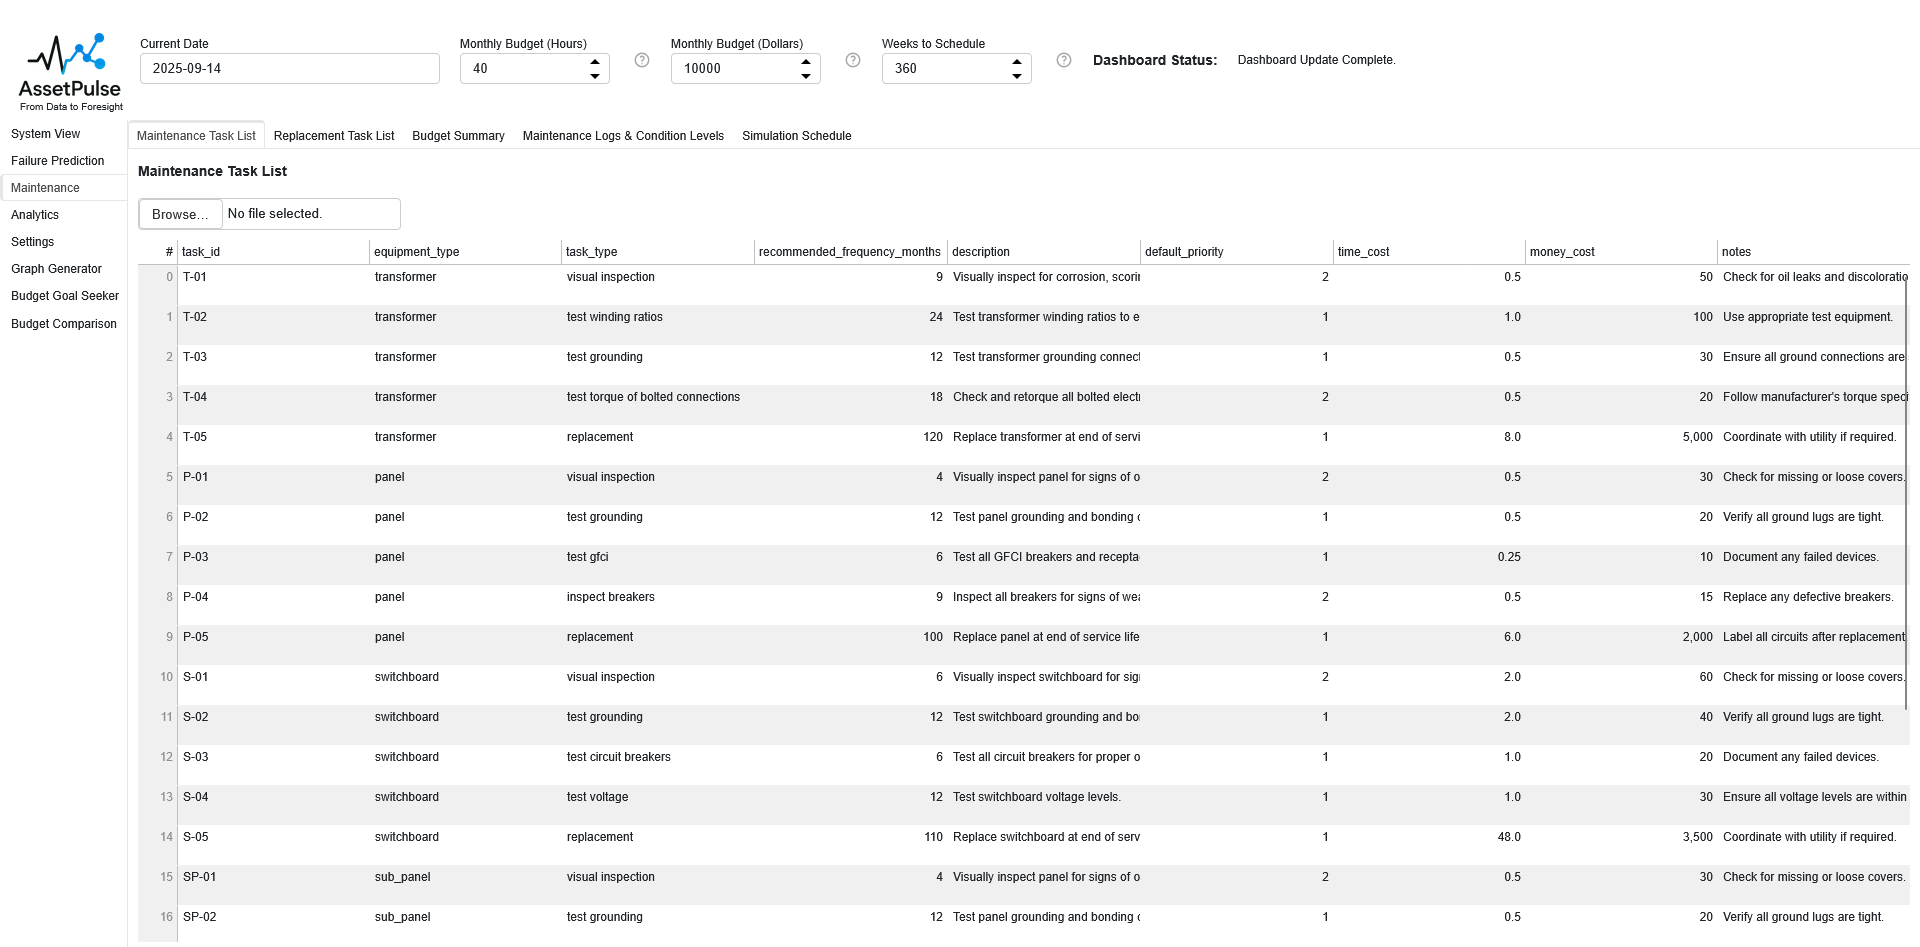 AssetPulse
From Data to Foresight
Current Date
2025-09-14
Monthly Budget (Hours)
40
Monthly Budget (Dollars)
10000
Weeks to Schedule
360
Dashboard Status: Dashboard Update Complete.
System View
Failure Prediction
Maintenance
Analytics
Settings
Graph Generator
Budget Goal Seeker
Budget Comparison
Maintenance Task List Replacement Task List Budget Summary Maintenance Logs & Condition Levels Simulation Schedule
Maintenance Task List
Browse... No file selected.
# task_id equipment_type task_type recommended_frequency_months description default_priority time_cost money_cost notes
0 T-01 transformer visual inspection 9 Visually inspect for corrosion, scorin 2 0.5 50 Check for oil leaks and discoloratio
1 T-02 transformer test winding ratios 24 Test transformer winding ratios to e 1 1.0 100 Use appropriate test equipment.
2 T-03 transformer test grounding 12 Test transformer grounding connect 1 0.5 30 Ensure all ground connections are
3 T-04 transformer test torque of bolted connections 18 Check and retorque all bolted electr 2 0.5 20 Follow manufacturer's torque speci
4 T-05 transformer replacement 120 Replace transformer at end of servi 1 8.0 5,000 Coordinate with utility if required.
5 P-01 panel visual inspection 4 Visually inspect panel for signs of o 2 0.5 30 Check for missing or loose covers.
6 P-02 panel test grounding 12 Test panel grounding and bonding c 1 0.5 20 Verify all ground lugs are tight.
7 P-03 panel test gfci 6 Test all GFCI breakers and recepta 1 0.25 10 Document any failed devices.
8 P-04 panel inspect breakers 9 Inspect all breakers for signs of wea 2 0.5 15 Replace any defective breakers.
9 P-05 panel replacement 100 Replace panel at end of service life 1 6.0 2,000 Label all circuits after replacement
10 S-01 switchboard visual inspection 6 Visually inspect switchboard for sig 2 2.0 60 Check for missing or loose covers.
11 S-02 switchboard test grounding 12 Test switchboard grounding and bo 1 2.0 40 Verify all ground lugs are tight.
12 S-03 switchboard test circuit breakers 6 Test all circuit breakers for proper o 1 1.0 20 Document any failed devices.
13 S-04 switchboard test voltage 12 Test switchboard voltage levels. 1 1.0 30 Ensure all voltage levels are within
14 S-05 switchboard replacement 110 Replace switchboard at end of serv 1 48.0 3,500 Coordinate with utility if required.
15 SP-01 sub_panel visual inspection 4 Visually inspect panel for signs of o 2 0.5 30 Check for missing or loose covers.
16 SP-02 sub_panel test grounding 12 Test panel grounding and bonding c 1 0.5 20 Verify all ground lugs are tight.